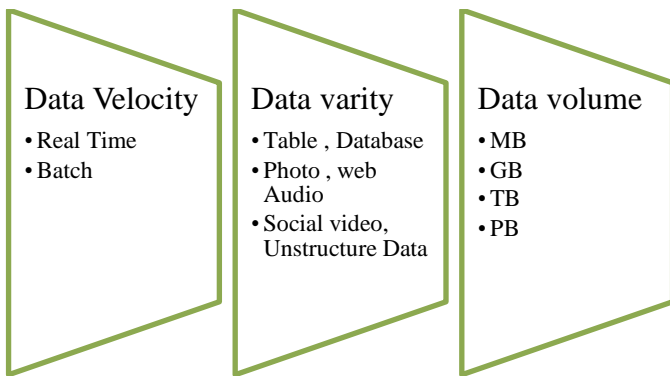 Data Velocity
• Real Time
• Batch
Data varity
• Table , Database
• Photo , web
Audio
• Social video,
Unstructure Data
Data volume
• MB
• GB
• TB
• PB